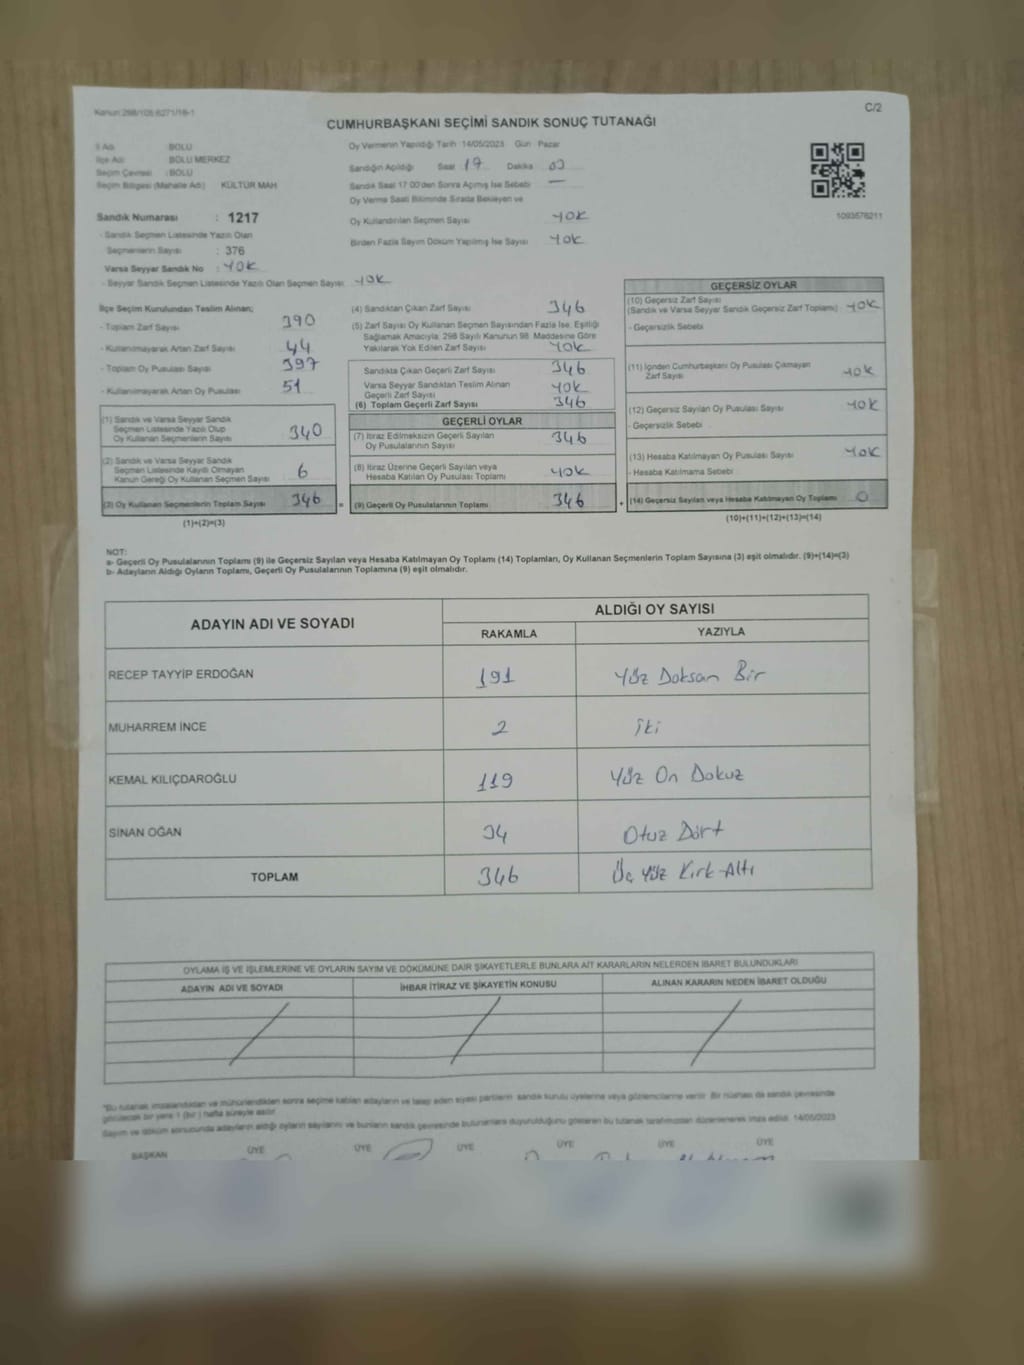 Kanun:298/105 6271/18-1
C/2
CUMHURBAŞKANI SEÇİMİ SANDIK SONUÇ TUTANAĞI
İl Adı BOLU
İlçe Adı BOLU MERKEZ
Seçim Çevresi : BOLU
Seçim Bölgesi (Mahalle Adı) KÜLTÜR MAH
Sandık Numarası : 1217
- Sandık Seçmen Listesinde Yazılı Olan
Seçmenlerin Sayısı : 376
Varsa Seyyar Sandık No : YOK
- Seyyar Sandık Seçmen Listesinde Yazılı Olan Seçmen Sayısı: YOK
Oy Vermenin Yapıldığı Tarih :14/05/2023 Gün : Pazar
Sandığın Açıldığı Saat 17 Dakika 00
Sandık Saat 17:00'den Sonra Açılmış İse Sebebi —
Oy Verme Saati Bitiminde Sırada Bekleyen ve
Oy Kullandırılan Seçmen Sayısı YOK
Birden Fazla Sayım Döküm Yapılmış İse Sayısı YOK
1093576211
İlçe Seçim Kurulundan Teslim Alınan;
- Toplam Zarf Sayısı 390
- Kullanılmayarak Artan Zarf Sayısı 44
- Toplam Oy Pusulası Sayısı 397
- Kullanılmayarak Artan Oy Pusulası 51
(1) Sandık ve Varsa Seyyar Sandık
Seçmen Listesinde Yazılı Olup
Oy Kullanan Seçmenlerin Sayısı 340
(2) Sandık ve Varsa Seyyar Sandık
Seçmen Listesinde Kayıtlı Olmayan
Kanun Gereği Oy Kullanan Seçmen Sayısı 6
(3) Oy Kullanan Seçmenlerin Toplam Sayısı 346 =
(1)+(2)=(3)
(4) Sandıktan Çıkan Zarf Sayısı 346
(5) Zarf Sayısı Oy Kullanan Seçmen Sayısından Fazla İse, Eşitliği
Sağlamak Amacıyla; 298 Sayılı Kanunun 98. Maddesine Göre
Yakılarak Yok Edilen Zarf Sayısı YOK
Sandıkta Çıkan Geçerli Zarf Sayısı 346
Varsa Seyyar Sandıktan Teslim Alınan
Geçerli Zarf Sayısı YOK
(6) Toplam Geçerli Zarf Sayısı 346
GEÇERLİ OYLAR
(7) İtiraz Edilmeksizin Geçerli Sayılan
Oy Pusulalarının Sayısı 346
(8) İtiraz Üzerine Geçerli Sayılan veya
Hesaba Katılan Oy Pusulası Toplamı YOK
(9) Geçerli Oy Pusulalarının Toplamı 346 +
GEÇERSİZ OYLAR
(10) Geçersiz Zarf Sayısı
(Sandık ve Varsa Seyyar Sandık Geçersiz Zarf Toplamı) YOK
- Geçersizlik Sebebi
(11) İçinden Cumhurbaşkanı Oy Pusulası Çıkmayan
Zarf Sayısı YOK
(12) Geçersiz Sayılan Oy Pusulası Sayısı YOK
- Geçersizlik Sebebi
(13) Hesaba Katılmayan Oy Pusulası Sayısı YOK
- Hesaba Katılmama Sebebi
(14) Geçersiz Sayılan veya Hesaba Katılmayan Oy Toplamı 0
(10)+(11)+(12)+(13)=(14)
NOT:
a- Geçerli Oy Pusulalarının Toplamı (9) ile Geçersiz Sayılan veya Hesaba Katılmayan Oy Toplamı (14) Toplamları, Oy Kullanan Seçmenlerin Toplam Sayısına (3) eşit olmalıdır. (9)+(14)=(3)
b- Adayların Aldığı Oyların Toplamı, Geçerli Oy Pusulalarının Toplamına (9) eşit olmalıdır.
ADAYIN ADI VE SOYADI ALDIĞI OY SAYISI
RAKAMLA YAZIYLA
RECEP TAYYİP ERDOĞAN 191 Yüz Doksan Bir
MUHARREM İNCE 2 iki
KEMAL KILIÇDAROĞLU 119 Yüz On Dokuz
SİNAN OĞAN 34 Otuz Dört
TOPLAM 346 Üç Yüz Kırk-Altı
OYLAMA İŞ VE İŞLEMLERİNE VE OYLARIN SAYIM VE DÖKÜMÜNE DAİR ŞİKAYETLERLE BUNLARA AİT KARARLARIN NELERDEN İBARET BULUNDUKLARI
ADAYIN ADI VE SOYADI İHBAR İTİRAZ VE ŞİKAYETİN KONUSU ALINAN KARARIN NEDEN İBARET OLDUĞU
"Bu tutanak imzalandıktan ve mühürlendikten sonra seçime katılan adayların ve talep eden siyasi partilerin sandık kurulu üyelerine veya gözlemcilerine verilir. Bir nüshası da sandık çevresinde
görülecek bir yere 1 (bir) hafta süreyle asılır.
Sayım ve döküm sonucunda adayların aldığı oyların sayılarını ve bunların sandık çevresinde bulunanlara duyurulduğunu gösteren bu tutanak tarafımızdan düzenlenerek imza edildi. 14/05/2023
BAŞKAN ÜYE ÜYE ÜYE ÜYE ÜYE ÜYE